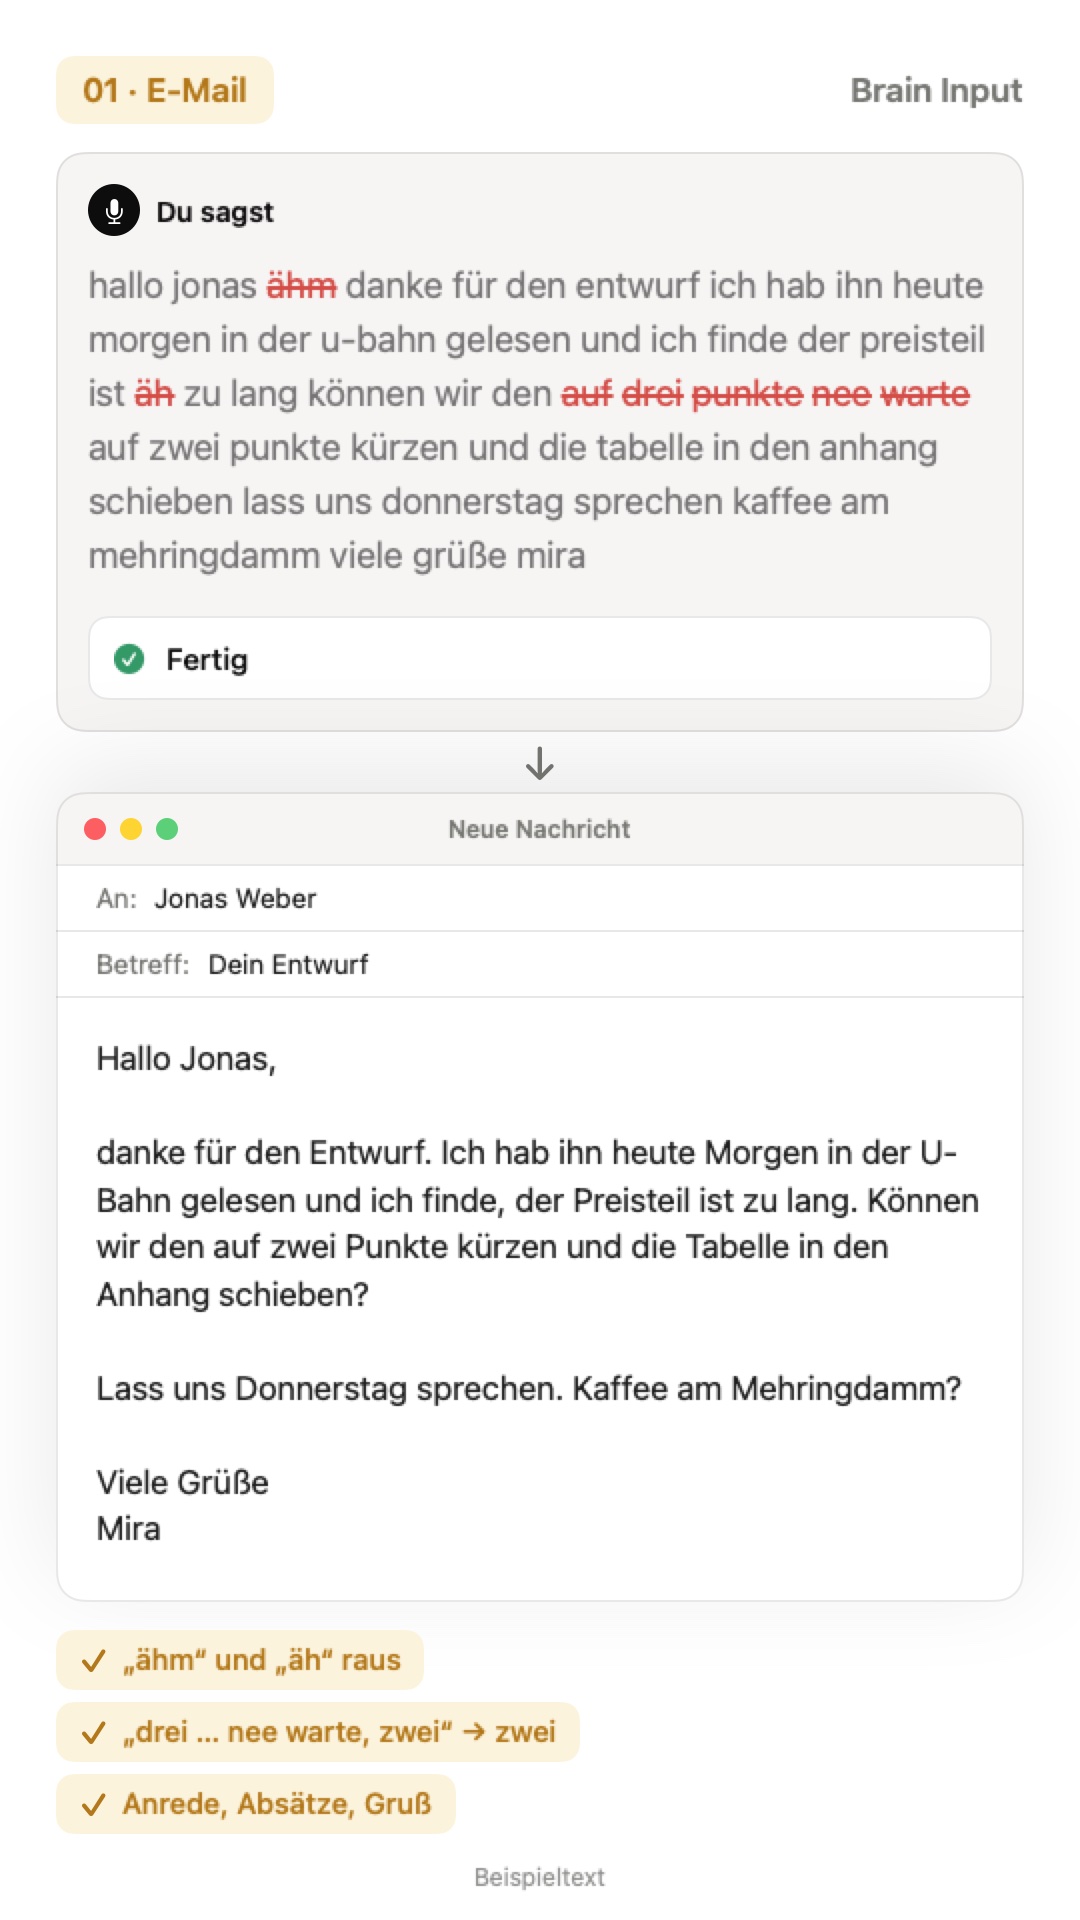 01 · E-Mail
Brain Input
Du sagst
hallo jonas ähm danke für den entwurf ich hab ihn heute
morgen in der u-bahn gelesen und ich finde der preisteil
ist äh zu lang können wir den auf drei punkte nee warte
auf zwei punkte kürzen und die tabelle in den anhang
schieben lass uns donnerstag sprechen kaffee am
mehringdamm viele grüße mira
Fertig
Neue Nachricht
An: Jonas Weber
Betreff: Dein Entwurf
Hallo Jonas,
danke für den Entwurf. Ich hab ihn heute Morgen in der U-
Bahn gelesen und ich finde, der Preisteil ist zu lang. Können
wir den auf zwei Punkte kürzen und die Tabelle in den
Anhang schieben?
Lass uns Donnerstag sprechen. Kaffee am Mehringdamm?
Viele Grüße
Mira
✓ „ähm“ und „äh“ raus
✓ „drei ... nee warte, zwei“ → zwei
✓ Anrede, Absätze, Gruß
Beispieltext